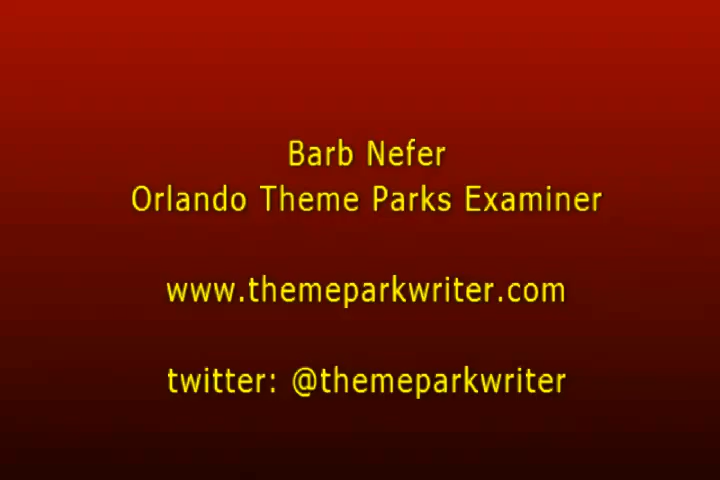 Barb Nefer
Orlando Theme Parks Examiner
www.themeparkwriter.com
twitter: @themeparkwriter